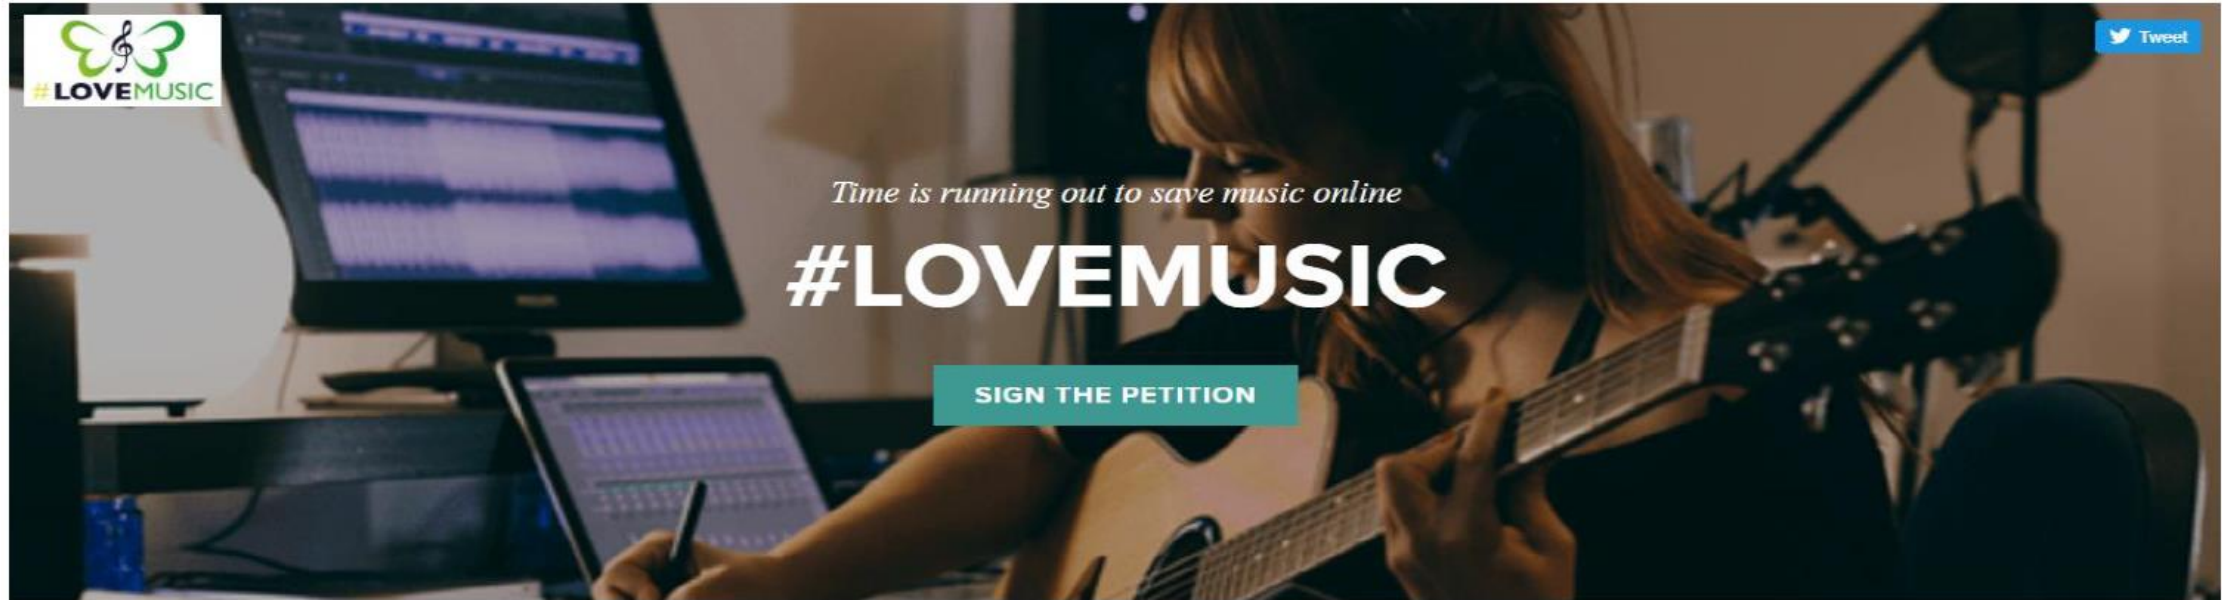 #LOVEMUSIC
Tweet
Time is running out to save music online
#LOVEMUSIC
SIGN THE PETITION